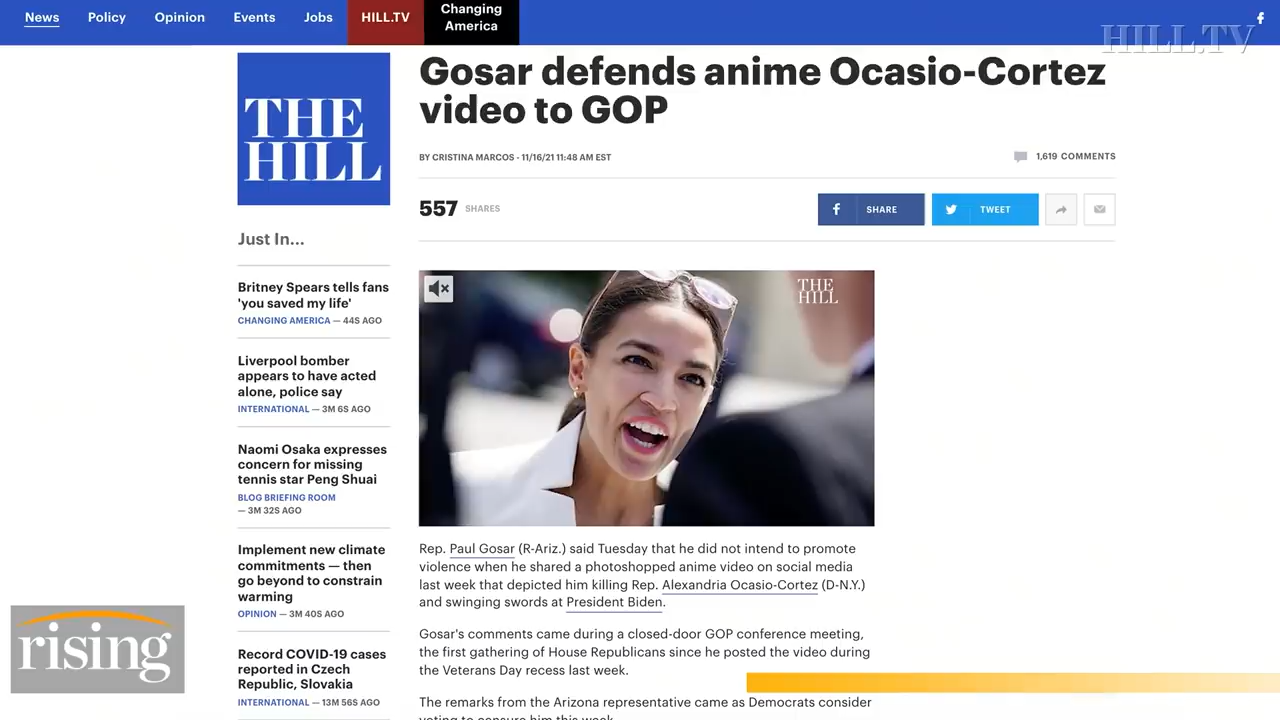 News Policy Opinion Events Jobs HILL.TV Changing
America
HILL.TV
THE
HILL
Gosar defends anime Ocasio-Cortez
video to GOP
BY CRISTINA MARCOS - 11/16/21 11:48 AM EST
1,619 COMMENTS
557 SHARES
SHARE
TWEET
Just In...
Britney Spears tells fans
'you saved my life'
CHANGING AMERICA — 44S AGO
Liverpool bomber
appears to have acted
alone, police say
INTERNATIONAL — 3M 6S AGO
Naomi Osaka expresses
concern for missing
tennis star Peng Shuai
BLOG BRIEFING ROOM
— 3M 32S AGO
Implement new climate
commitments — then
go beyond to constrain
warming
OPINION — 3M 40S AGO
Record COVID-19 cases
reported in Czech
Republic, Slovakia
INTERNATIONAL — 13M 56S AGO
THE
HILL
Rep. Paul Gosar (R-Ariz.) said Tuesday that he did not intend to promote
violence when he shared a photoshopped anime video on social media
last week that depicted him killing Rep. Alexandria Ocasio-Cortez (D-N.Y.)
and swinging swords at President Biden.
Gosar's comments came during a closed-door GOP conference meeting,
the first gathering of House Republicans since he posted the video during
the Veterans Day recess last week.
The remarks from the Arizona representative came as Democrats consider
voting to censure him this week.
rising